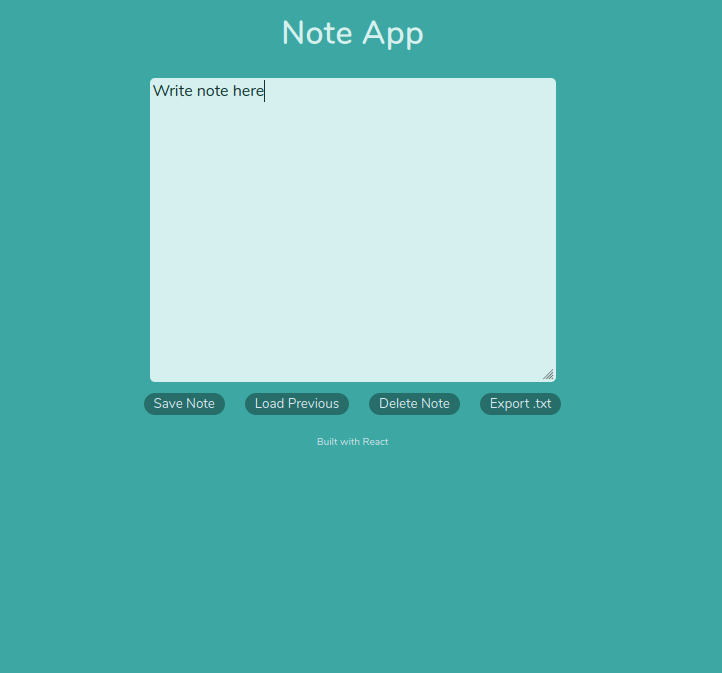 Note App
Write note here
Save Note
Load Previous
Delete Note
Export .txt
Built with React